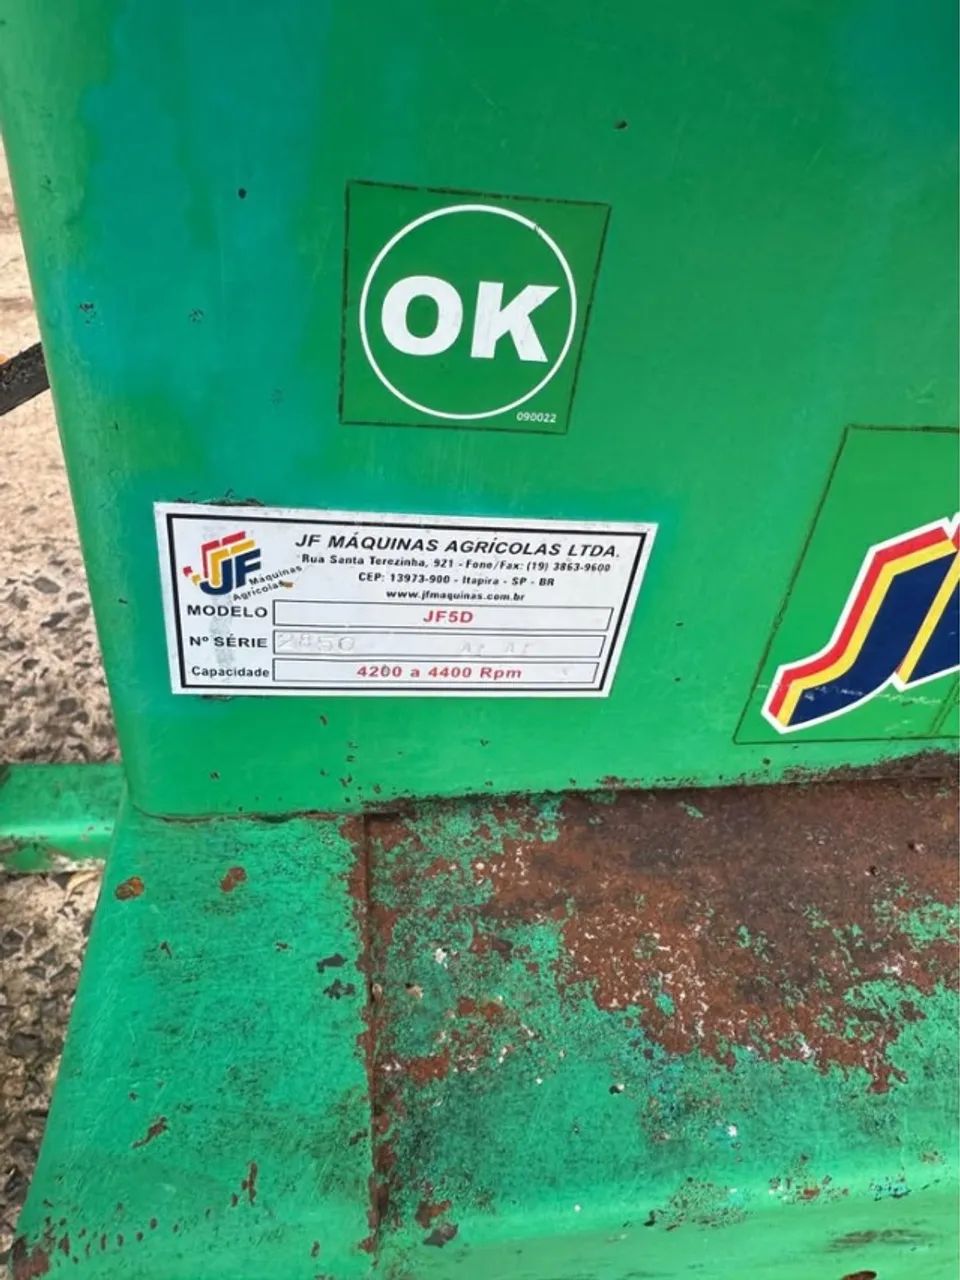 OK
090022
JF MÁQUINAS AGRÍCOLAS LTDA.
Rua Santa Terezinha, 921 - Fone/Fax: (19) 3863-9600
CEP: 13973-900 - Itapira - SP - BR
www.jfmaquinas.com.br
JF Máquinas
Agrícolas
MODELO JF5D
Nº SÉRIE
Capacidade 4200 a 4400 Rpm